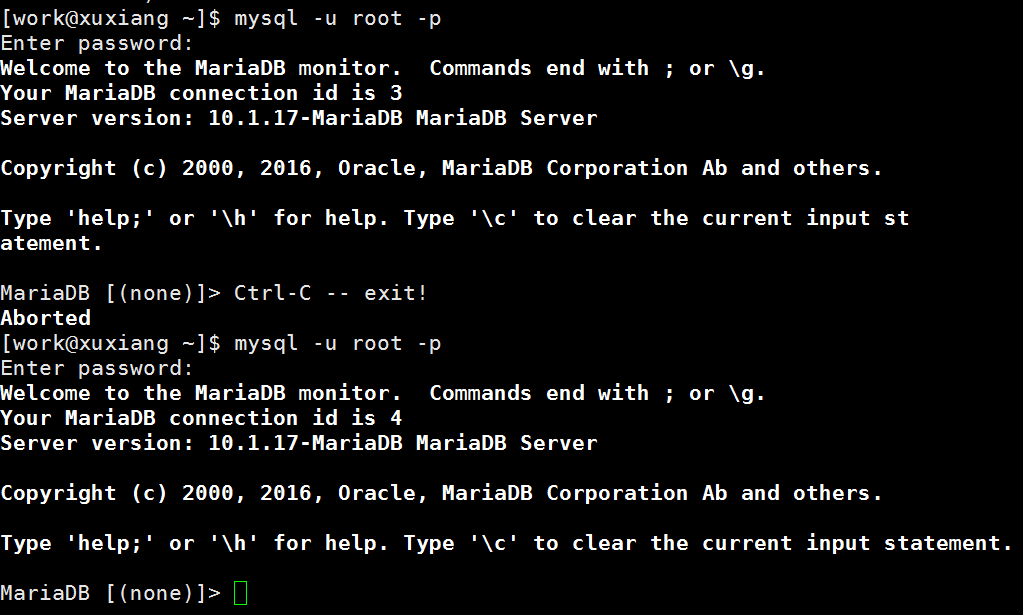 [work@xuxiang ~]$ mysql -u root -p
Enter password:
Welcome to the MariaDB monitor.  Commands end with ; or \g.
Your MariaDB connection id is 3
Server version: 10.1.17-MariaDB MariaDB Server
Copyright (c) 2000, 2016, Oracle, MariaDB Corporation Ab and others.
Type 'help;' or '\h' for help. Type '\c' to clear the current input st
atement.
MariaDB [(none)]> Ctrl-C -- exit!
Aborted
[work@xuxiang ~]$ mysql -u root -p
Enter password:
Welcome to the MariaDB monitor.  Commands end with ; or \g.
Your MariaDB connection id is 4
Server version: 10.1.17-MariaDB MariaDB Server
Copyright (c) 2000, 2016, Oracle, MariaDB Corporation Ab and others.
Type 'help;' or '\h' for help. Type '\c' to clear the current input statement.
MariaDB [(none)]>